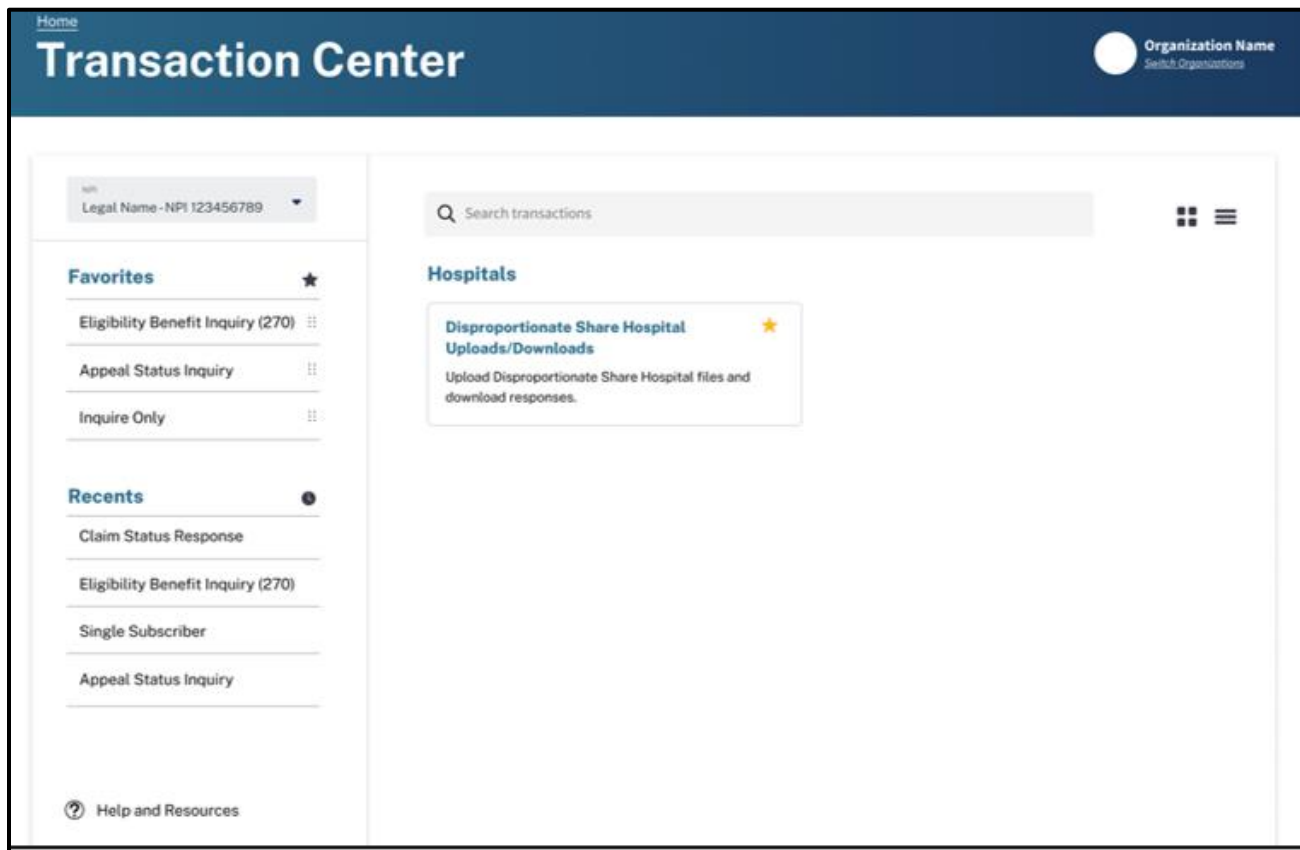 Home
Transaction Center
Organization Name
Switch Organizations
NPI
Legal Name - NPI 123456789
Search transactions
Favorites
Eligibility Benefit Inquiry (270)
Appeal Status Inquiry
Inquire Only
Recents
Claim Status Response
Eligibility Benefit Inquiry (270)
Single Subscriber
Appeal Status Inquiry
Help and Resources
Hospitals
Disproportionate Share Hospital
Uploads/Downloads
Upload Disproportionate Share Hospital files and
download responses.